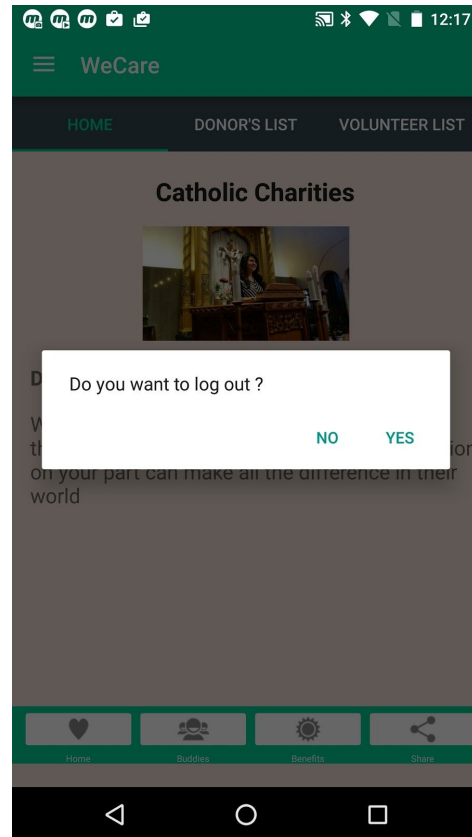 12:17
WeCare
HOME DONOR'S LIST VOLUNTEER LIST
Catholic Charities
Do you want to log out ?
NO YES
on your part can make all the difference in their
world
Home Buddies Benefits Share